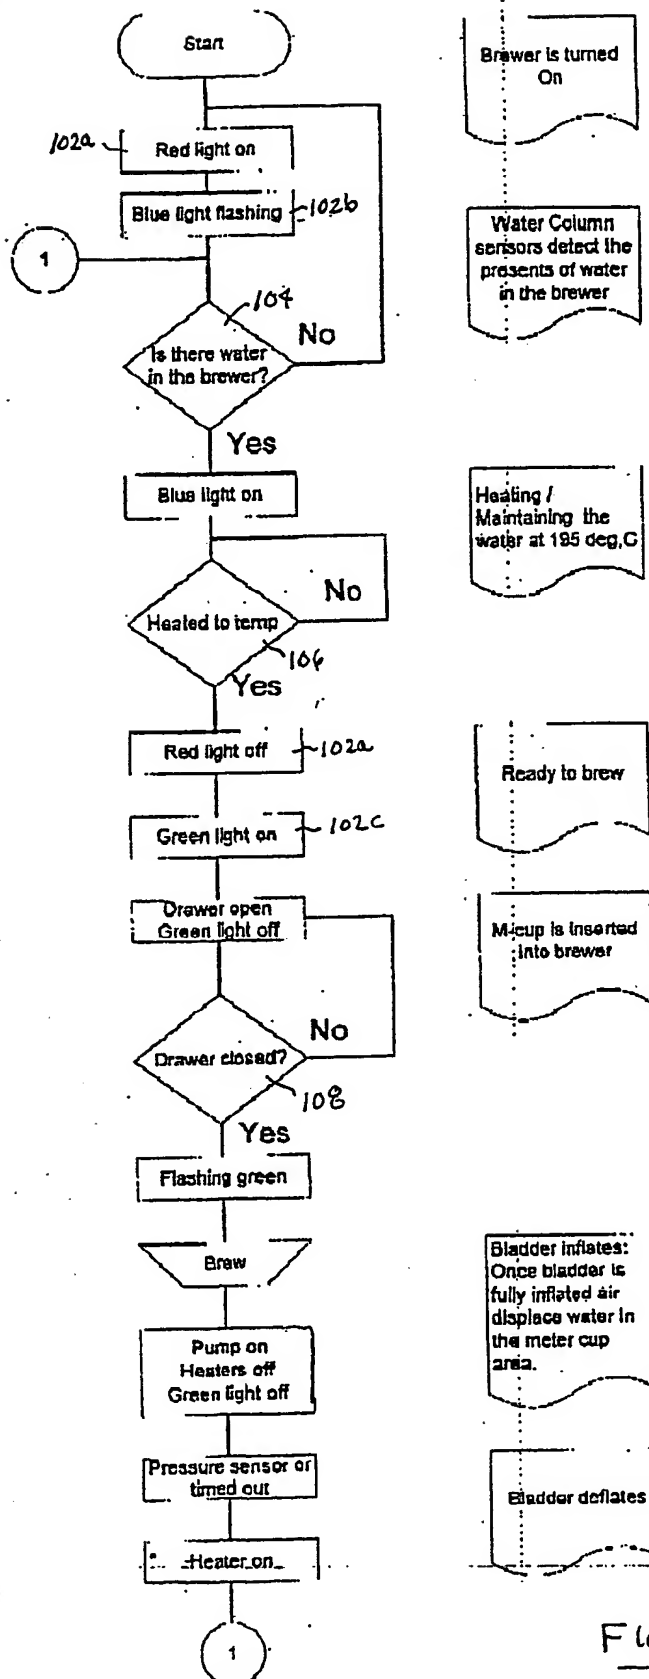 Start
Brewer is turned
On
102a
Red light on
Blue light flashing
102b
1
Water Column
sensors detect the
presents of water
in the brewer
104
No
Is there water
in the brewer?
Yes
Blue light on
Heating /
Maintaining the
water at 195 deg,C
No
Heated to temp
106
Yes
Red light off
102a
Ready to brew
Green light on
102c
Drawer open
Green light off
M-cup is inserted
into brewer
No
Drawer closed?
108
Yes
Flashing green
Brew
Bladder inflates:
Once bladder is
fully inflated air
displace water in
the meter cup
area.
Pump on
Heaters off
Green light off
Pressure sensor or
timed out
Bladder deflates
Heater on
1